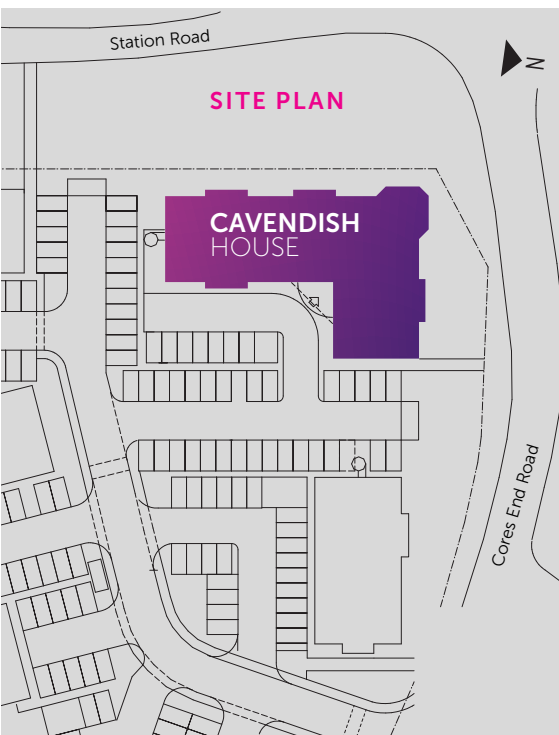 Station Road
N
SITE PLAN
CAVENDISH
HOUSE
Cores End Road